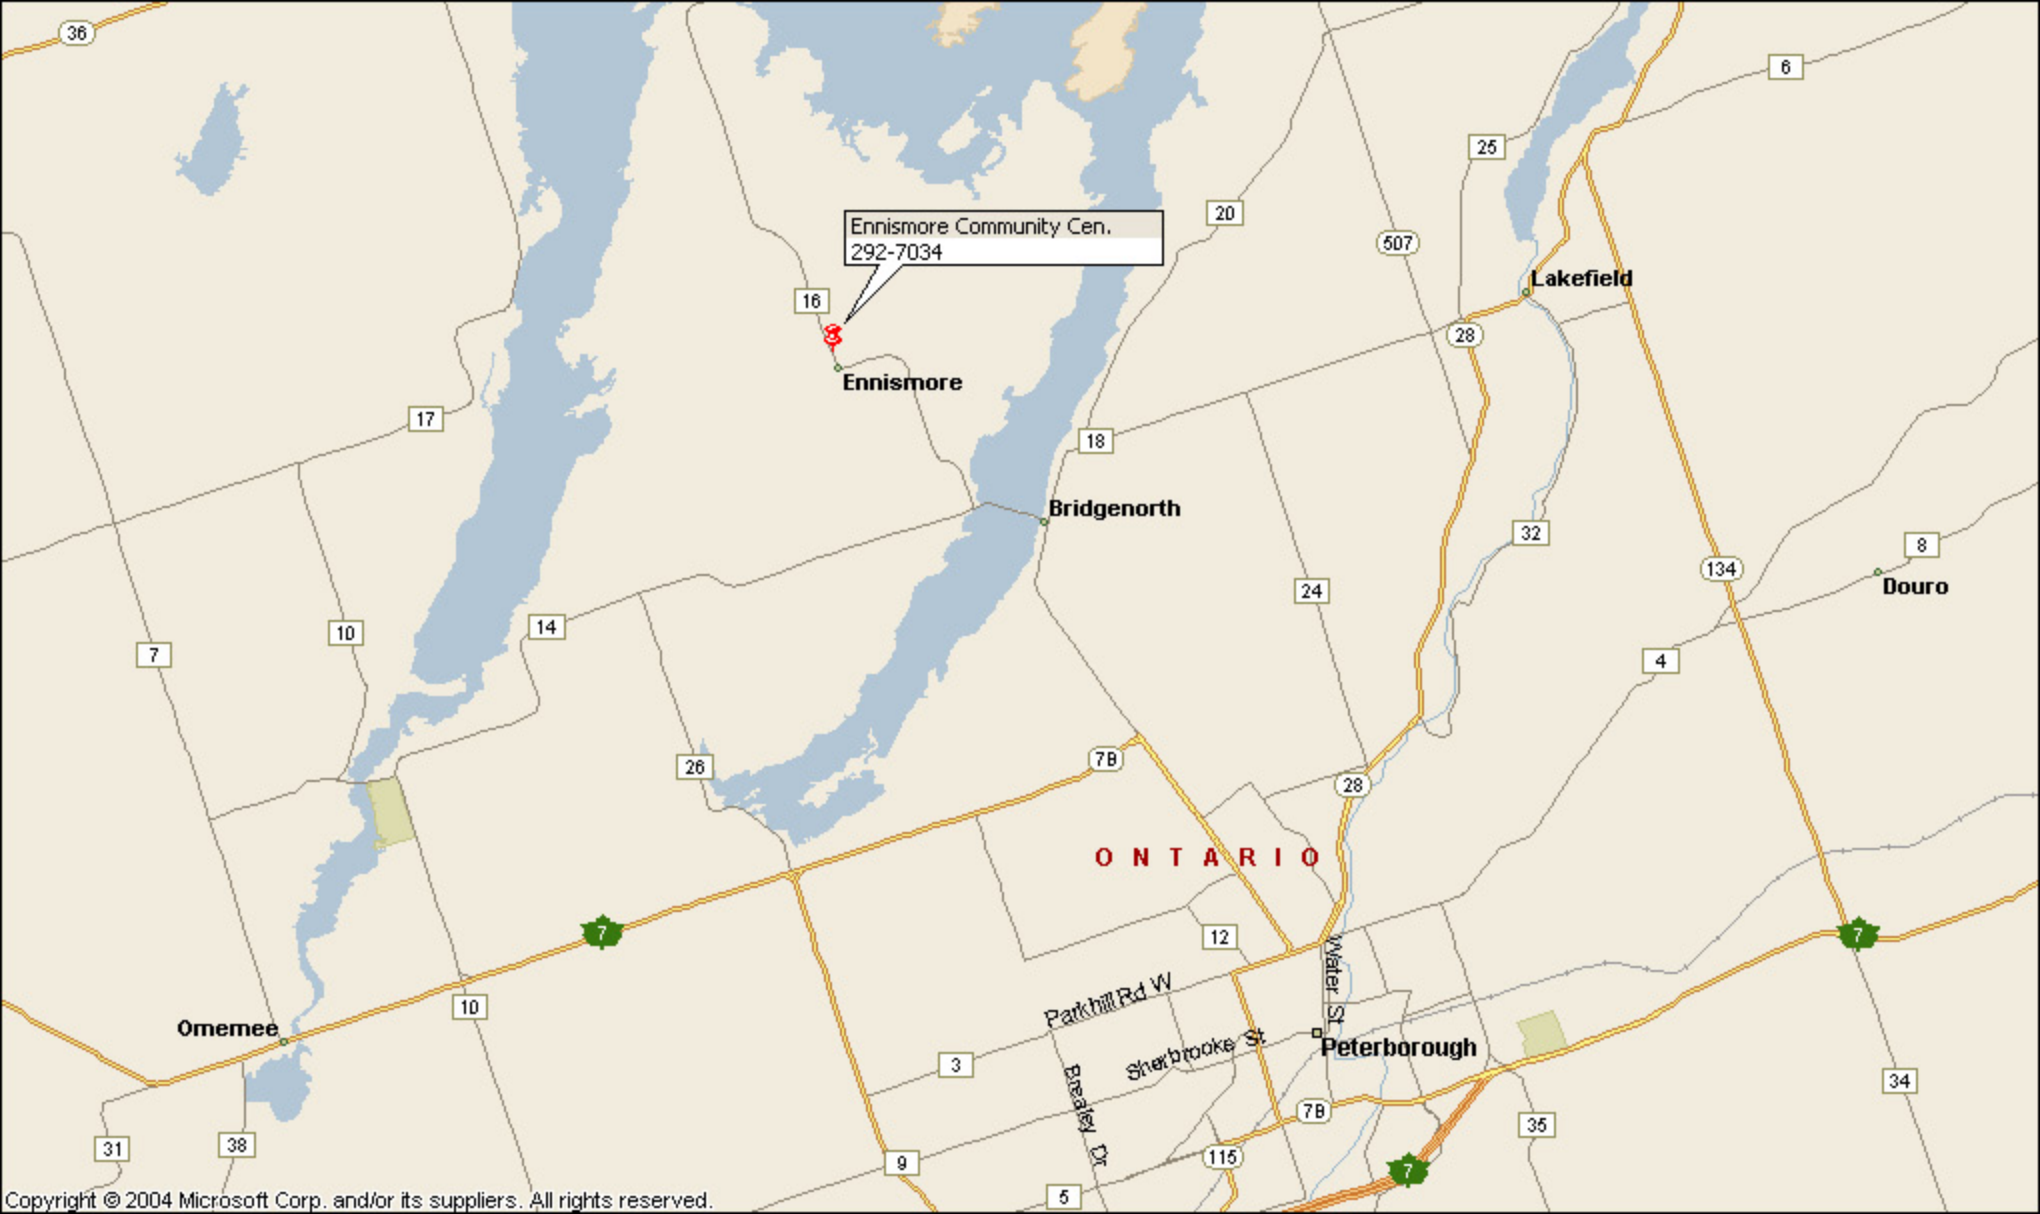 36
6
25
20
Ennismore Community Cen.
292-7034
507
Lakefield
16
28
Ennismore
17
18
Bridgenorth
32
8
134
Douro
24
14
10
7
4
7B
26
28
ONTARIO
7
12
7
Water St
Parkhill Rd W
10
Omemee
Sherbrooke St
Peterborough
3
Brealey Dr
34
7B
35
31
38
9
115
7
5
Copyright © 2004 Microsoft Corp. and/or its suppliers. All rights reserved.